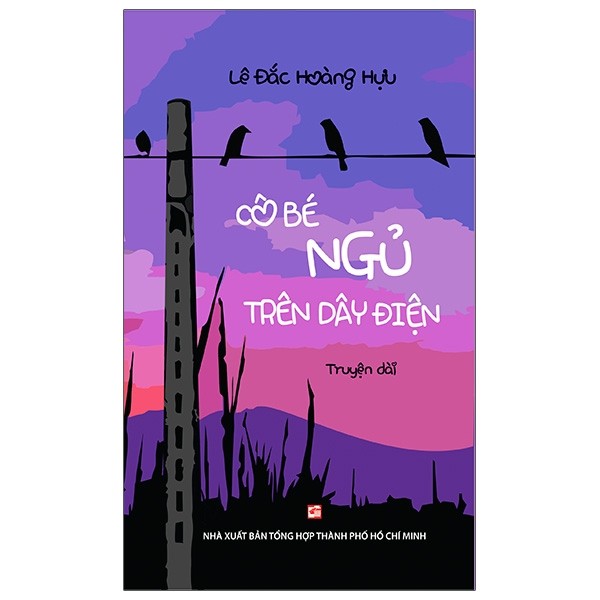 Lê Đắc Hoàng Hựu
CÔ BÉ
NGỦ
TRÊN DÂY ĐIỆN
Truyện dài
NHÀ XUẤT BẢN TỔNG HỢP THÀNH PHỐ HỒ CHÍ MINH